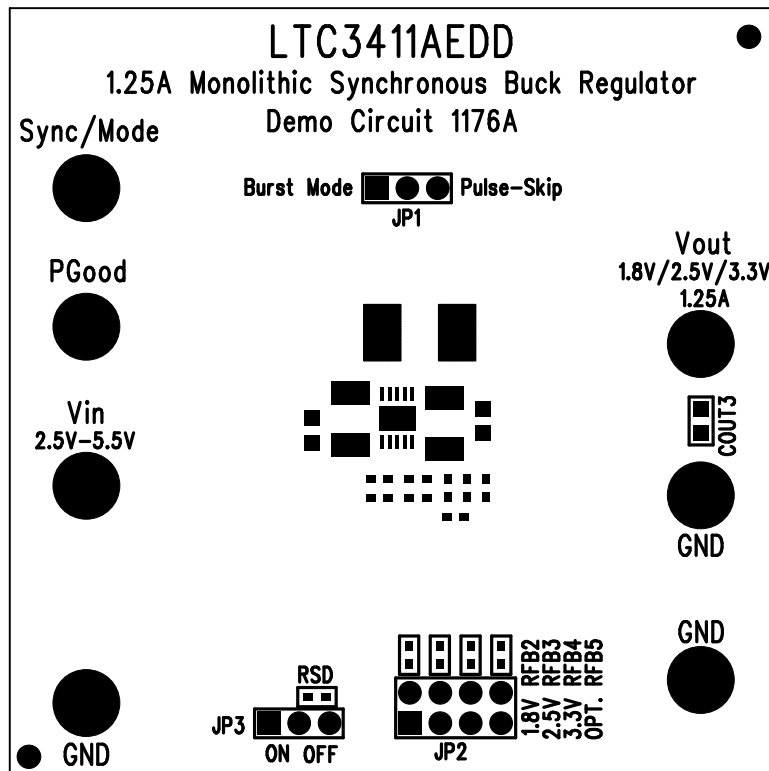 LTC3411AEDD
1.25A Monolithic Synchronous Buck Regulator
Demo Circuit 1176A
Sync/Mode
Burst Mode
Pulse-Skip
JP1
PGood
Vout
1.8V/2.5V/3.3V
1.25A
Vin
2.5V-5.5V
COUT3
GND
GND
RSD
JP3
ON OFF
GND
JP2
1.8V RFB2
2.5V RFB3
3.3V RFB4
OPT. RFB5